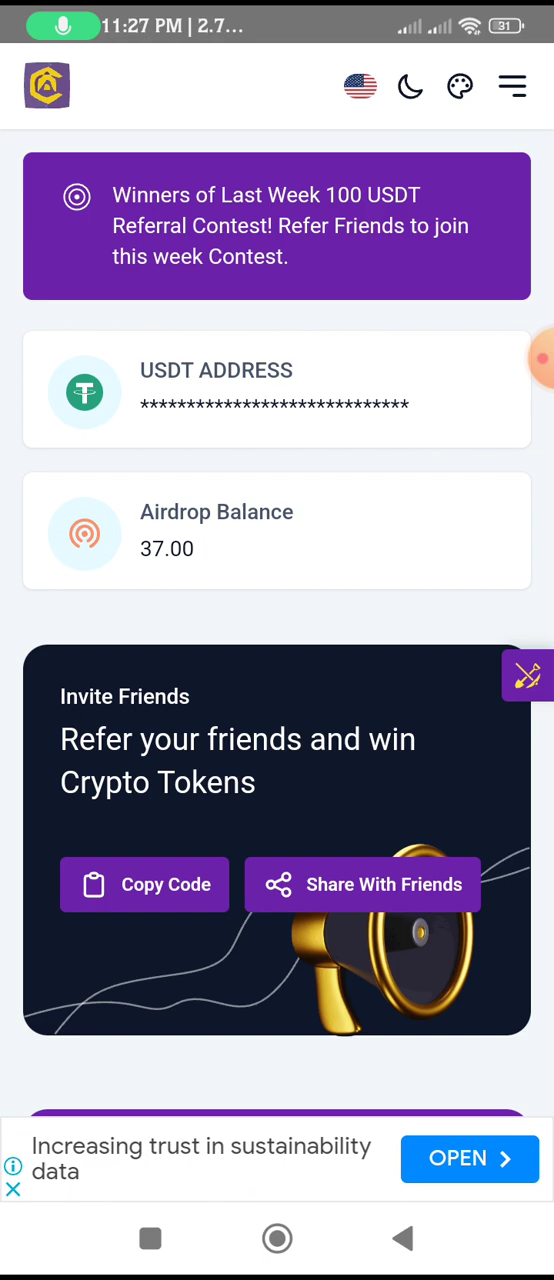 11:27 PM | 2.7...
31
Winners of Last Week 100 USDT
Referral Contest! Refer Friends to join
this week Contest.
USDT ADDRESS
*****************************
Airdrop Balance
37.00
Invite Friends
Refer your friends and win
Crypto Tokens
Copy Code
Share With Friends
Increasing trust in sustainability
data
OPEN